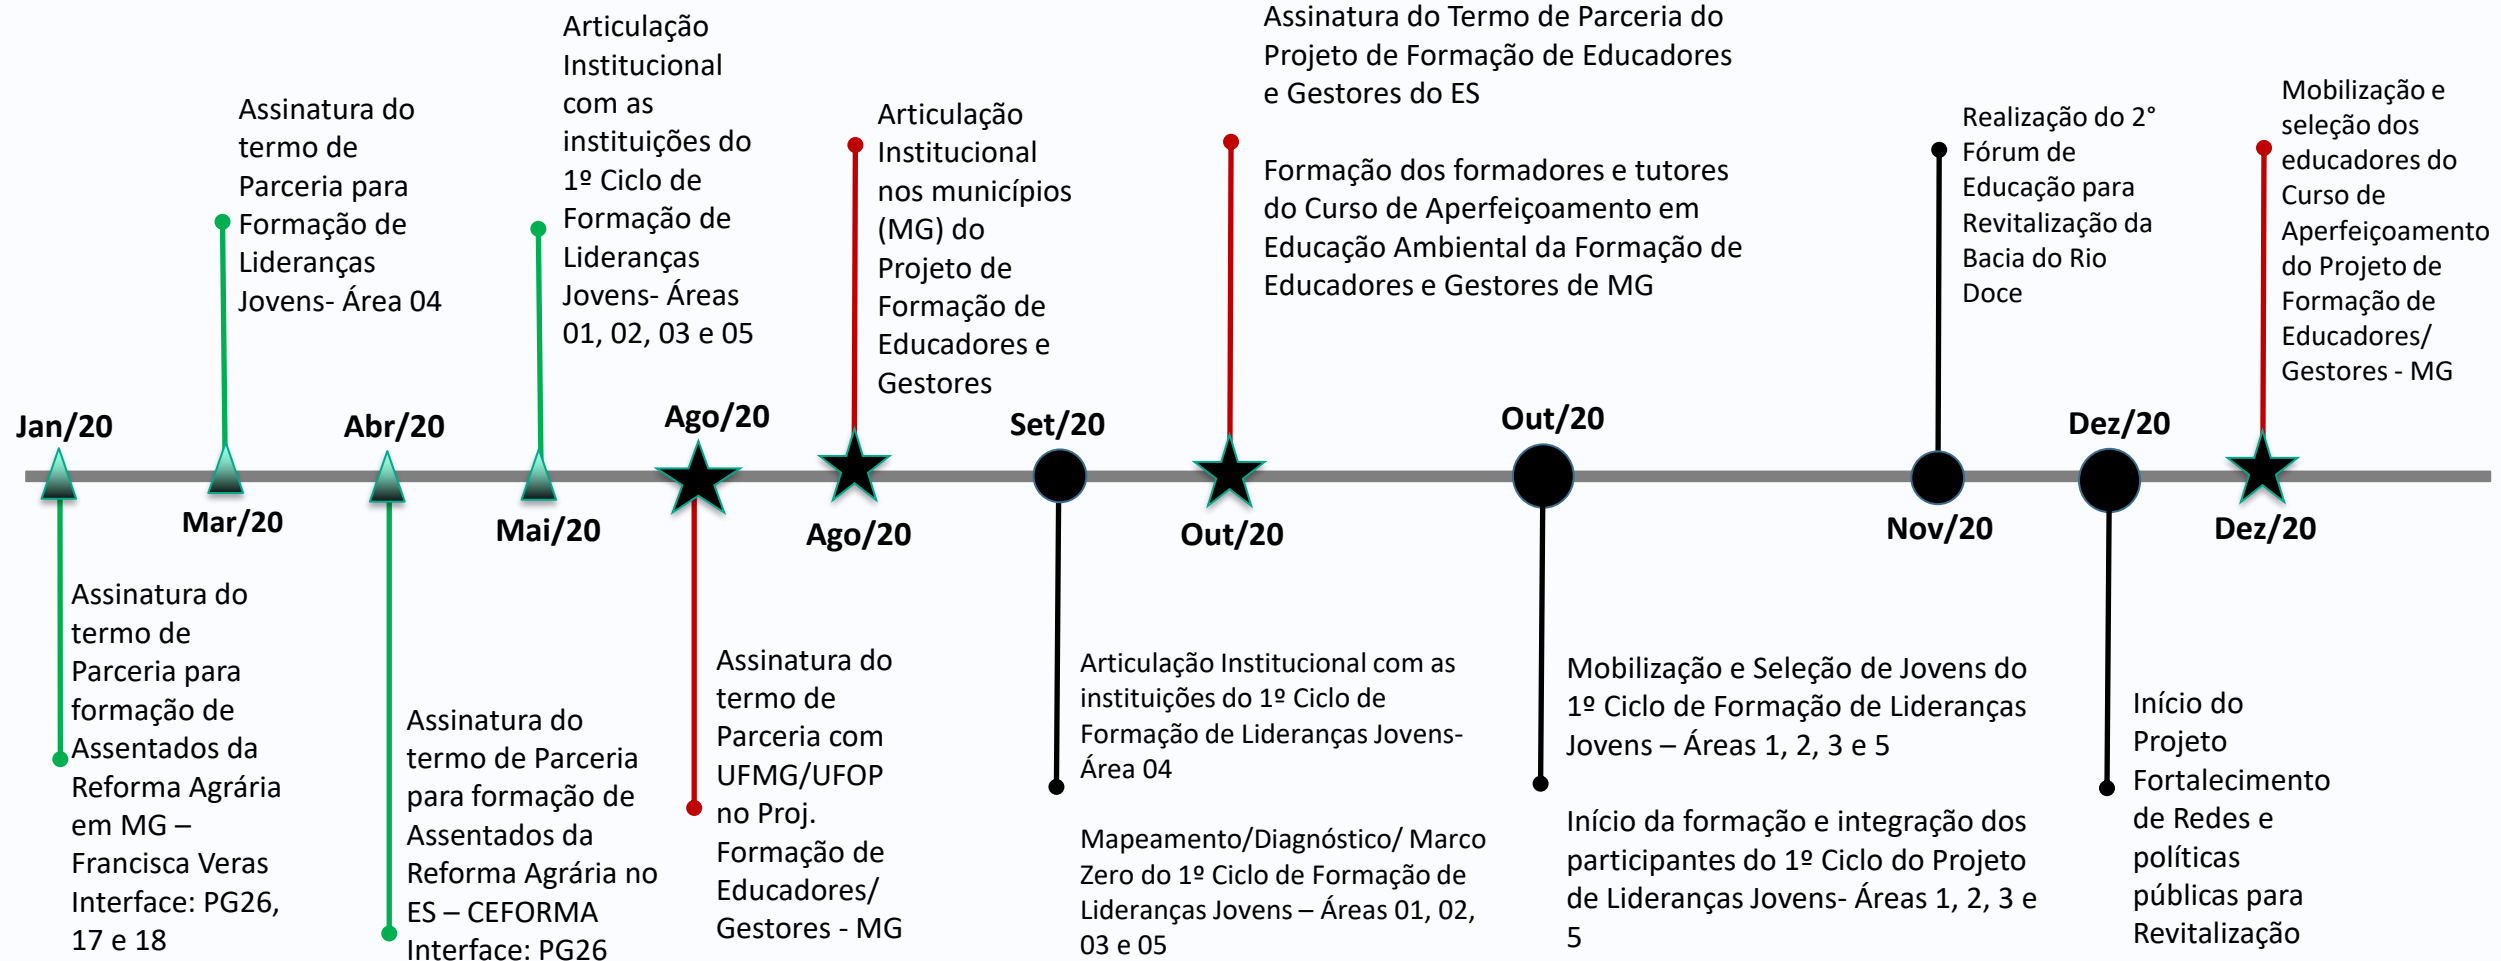 Jan/20
Assinatura do
termo de
Parceria para
formação de
Assentados da
Reforma Agrária
em MG –
Francisca Veras
Interface: PG26,
17 e 18
Assinatura do
termo de
Parceria para
Formação de
Lideranças
Jovens- Área 04
Mar/20
Abr/20
Assinatura do
termo de Parceria
para formação de
Assentados da
Reforma Agrária no
ES – CEFORMA
Interface: PG26
Articulação
Institucional
com as
instituições do
1º Ciclo de
Formação de
Lideranças
Jovens- Áreas
01, 02, 03 e 05
Mai/20
Ago/20
Assinatura do
termo de
Parceria com
UFMG/UFOP
no Proj.
Formação de
Educadores/
Gestores - MG
Articulação
Institucional
nos municípios
(MG) do
Projeto de
Formação de
Educadores e
Gestores
Ago/20
Set/20
Articulação Institucional com as
instituições do 1º Ciclo de
Formação de Lideranças Jovens-
Área 04
Mapeamento/Diagnóstico/ Marco
Zero do 1º Ciclo de Formação de
Lideranças Jovens – Áreas 01, 02,
03 e 05
Assinatura do Termo de Parceria do
Projeto de Formação de Educadores
e Gestores do ES
Formação dos formadores e tutores
do Curso de Aperfeiçoamento em
Educação Ambiental da Formação de
Educadores e Gestores de MG
Out/20
Out/20
Mobilização e Seleção de Jovens do
1º Ciclo de Formação de Lideranças
Jovens – Áreas 1, 2, 3 e 5
Início da formação e integração dos
participantes do 1º Ciclo do Projeto
de Lideranças Jovens- Áreas 1, 2, 3 e
5
Realização do 2°
Fórum de
Educação para
Revitalização da
Bacia do Rio
Doce
Nov/20
Dez/20
Início do
Projeto
Fortalecimento
de Redes e
políticas
públicas para
Revitalização
Mobilização e
seleção dos
educadores do
Curso de
Aperfeiçoamento
do Projeto de
Formação de
Educadores/
Gestores - MG
Dez/20